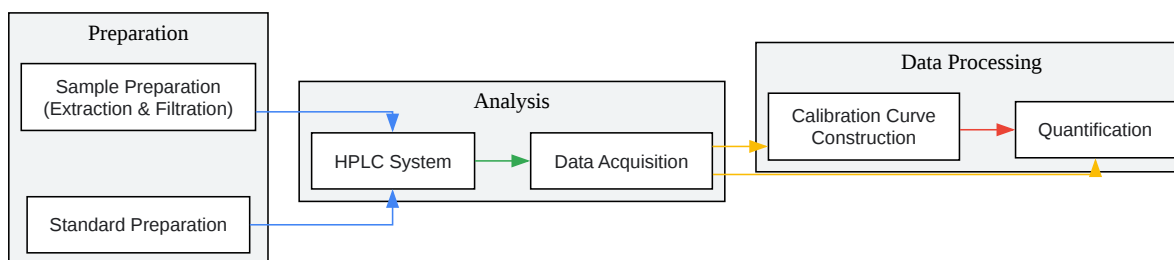 Preparation
Sample Preparation
(Extraction & Filtration)
Standard Preparation
Analysis
HPLC System
Data Acquisition
Data Processing
Calibration Curve
Construction
Quantification